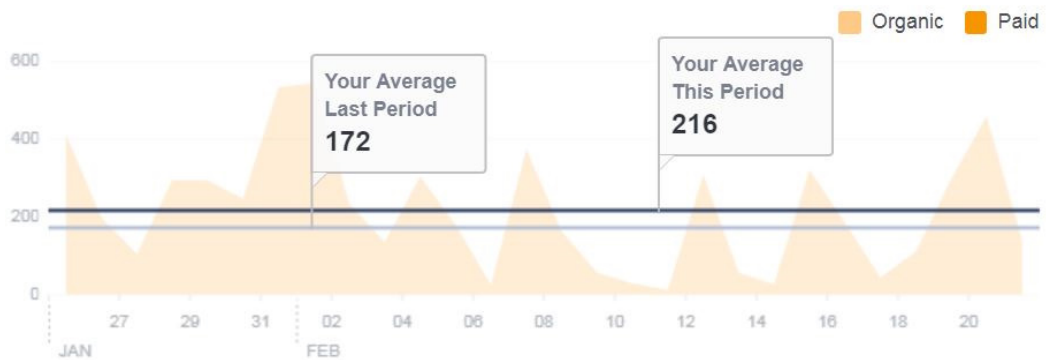 Organic Paid
600
400
200
0
Your Average
Last Period
172
Your Average
This Period
216
27 29 31 02 04 06 08 10 12 14 16 18 20
JAN FEB